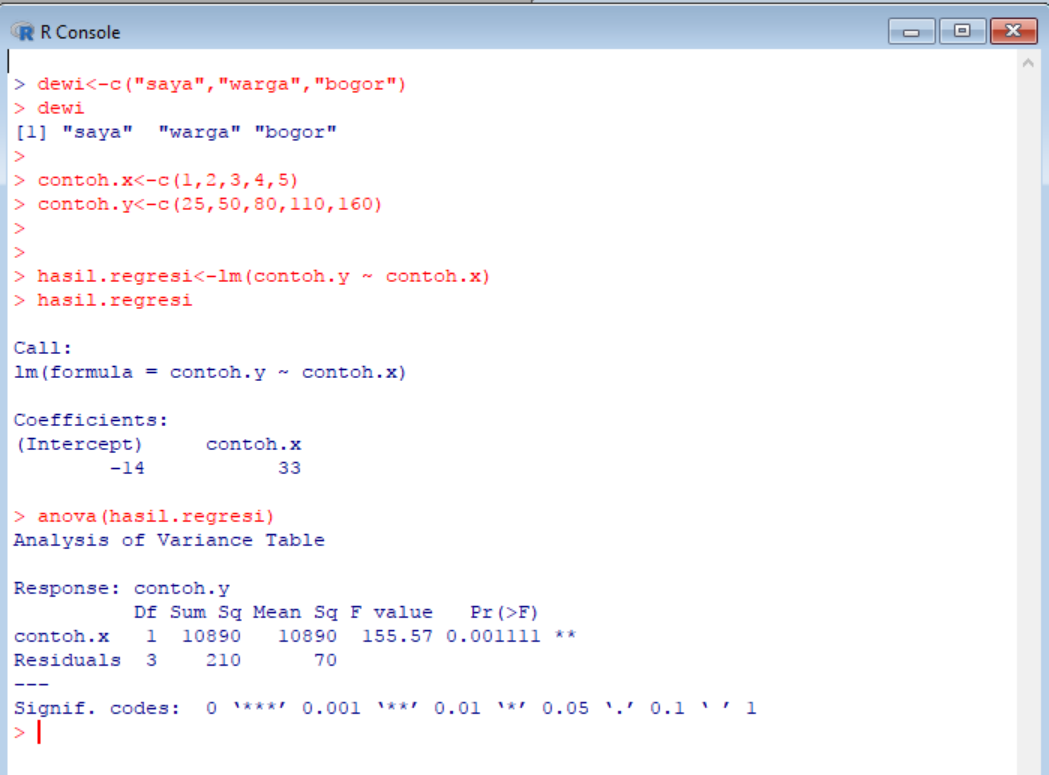 R Console
> dewi<-c("saya","warga","bogor")
> dewi
[1] "saya"  "warga" "bogor"
>
> contoh.x<-c(1,2,3,4,5)
> contoh.y<-c(25,50,80,110,160)
>
>
> hasil.regresi<-lm(contoh.y ~ contoh.x)
> hasil.regresi
Call:
lm(formula = contoh.y ~ contoh.x)
Coefficients:
(Intercept)     contoh.x
        -14           33
> anova(hasil.regresi)
Analysis of Variance Table
Response: contoh.y
          Df Sum Sq Mean Sq F value   Pr(>F)
contoh.x   1  10890   10890  155.57 0.001111 **
Residuals  3    210      70
---
Signif. codes:  0 ‘***’ 0.001 ‘**’ 0.01 ‘*’ 0.05 ‘.’ 0.1 ‘ ’ 1
>